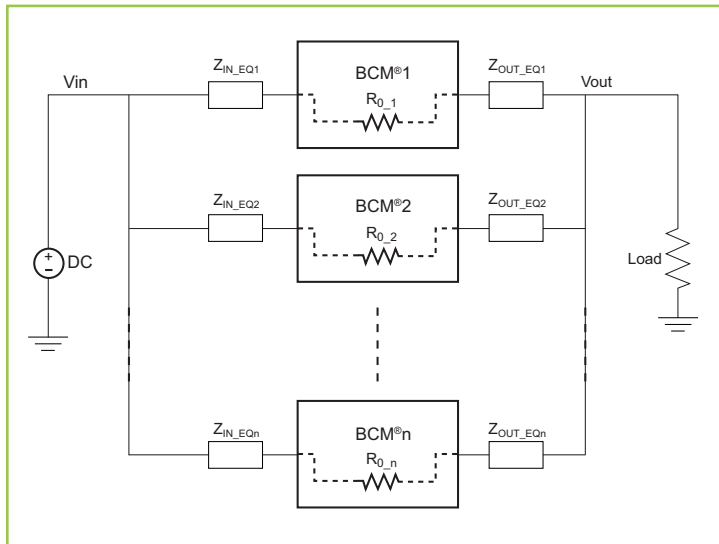 Vin
Z_IN_EQ1
BCM®1
R_0_1
Z_OUT_EQ1
Vout
Z_IN_EQ2
BCM®2
R_0_2
Z_OUT_EQ2
+
–
DC
Load
Z_IN_EQn
BCM®n
R_0_n
Z_OUT_EQn